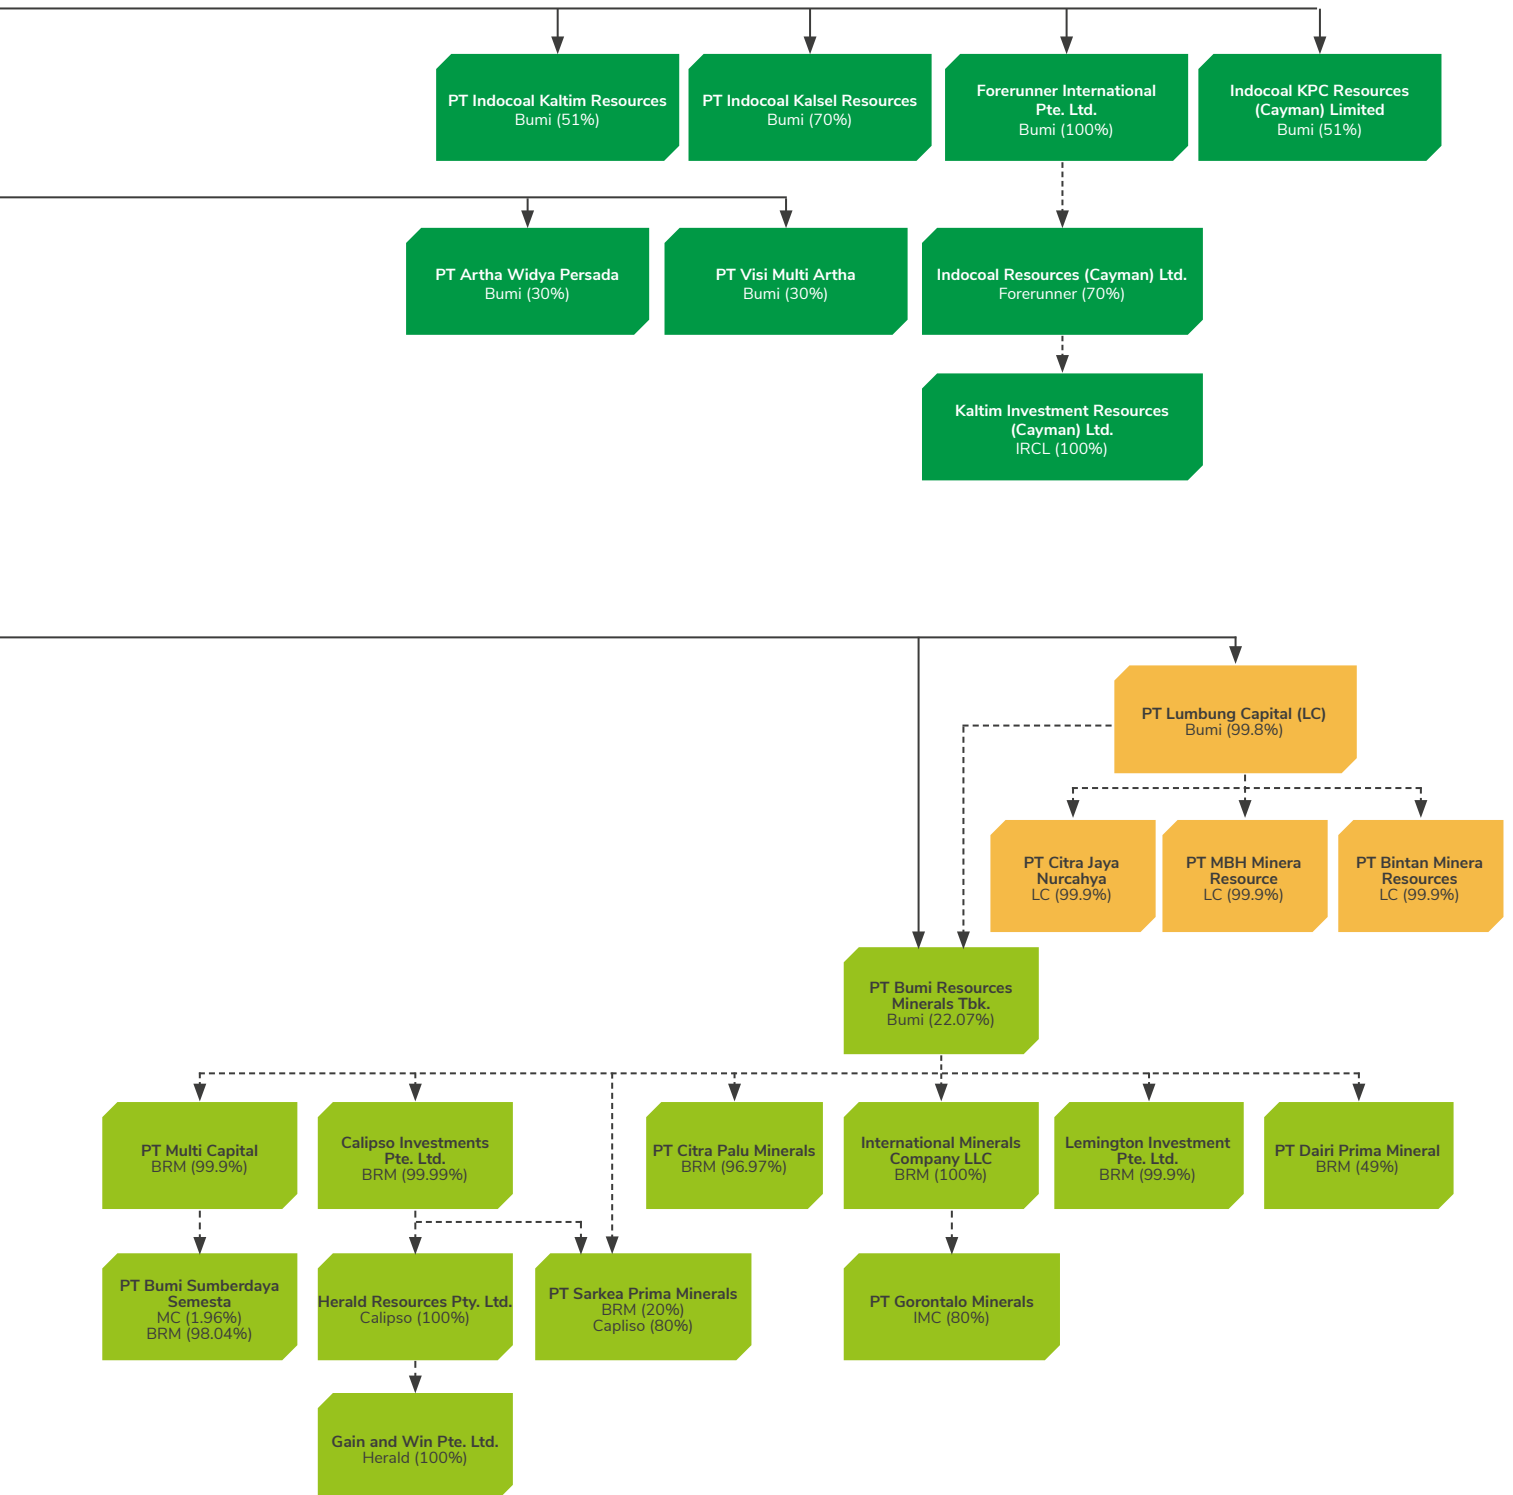 PT Indocoal Kaltim Resources
Bumi (51%)
PT Indocoal Kalsel Resources
Bumi (70%)
Forerunner International
Pte. Ltd.
Bumi (100%)
Indocoal KPC Resources
(Cayman) Limited
Bumi (51%)
PT Artha Widya Persada
Bumi (30%)
PT Visi Multi Artha
Bumi (30%)
Indocoal Resources (Cayman) Ltd.
Forerunner (70%)
Kaltim Investment Resources
(Cayman) Ltd.
IRCL (100%)
PT Lumbung Capital (LC)
Bumi (99.8%)
PT Citra Jaya
Nurcahya
LC (99.9%)
PT MBH Minera
Resource
LC (99.9%)
PT Bintan Minera
Resources
LC (99.9%)
PT Bumi Resources
Minerals Tbk.
Bumi (22.07%)
PT Multi Capital
BRM (99.9%)
Calipso Investments
Pte. Ltd.
BRM (99.99%)
PT Citra Palu Minerals
BRM (96.97%)
International Minerals
Company LLC
BRM (100%)
Lemington Investment
Pte. Ltd.
BRM (99.9%)
PT Dairi Prima Mineral
BRM (49%)
PT Bumi Sumberdaya
Semesta
MC (1.96%)
BRM (98.04%)
Herald Resources Pty. Ltd.
Calipso (100%)
PT Sarkea Prima Minerals
BRM (20%)
Capliso (80%)
PT Gorontalo Minerals
IMC (80%)
Gain and Win Pte. Ltd.
Herald (100%)